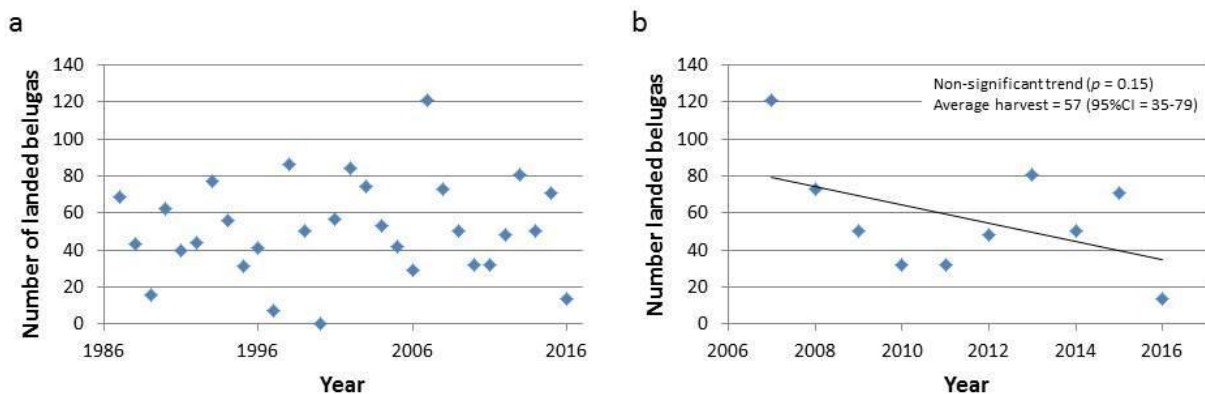 a
Number of landed belugas
140
120
100
80
60
40
20
0
1986 1996 2006 2016
Year
b
Number landed belugas
140
120
100
80
60
40
20
0
Non-significant trend (p = 0.15)
Average harvest = 57 (95%CI = 35-79)
2006 2008 2010 2012 2014 2016
Year